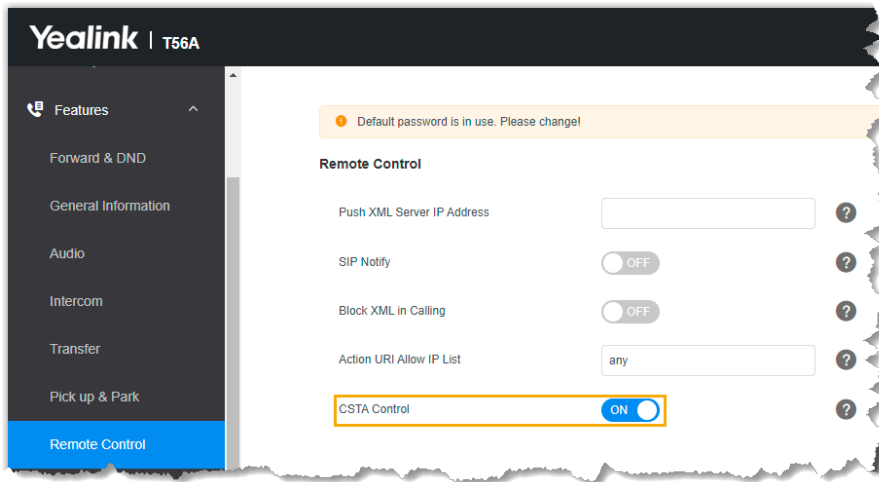 Yealink | T56A
Features
Forward & DND
General Information
Audio
Intercom
Transfer
Pick up & Park
Remote Control
Default password is in use. Please change!
Remote Control
Push XML Server IP Address
SIP Notify OFF
Block XML in Calling OFF
Action URI Allow IP List any
CSTA Control ON